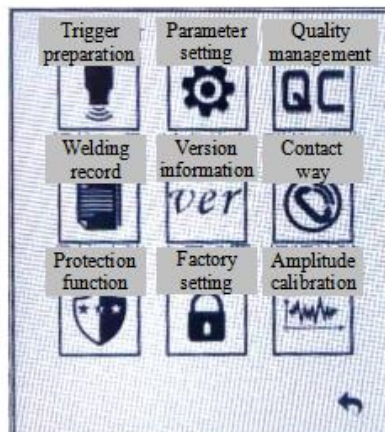 Trigger
preparation
Parameter
setting
Quality
management
QC
Welding
record
Version
information
ver
Contact
way
Protection
function
Factory
setting
Amplitude
calibration